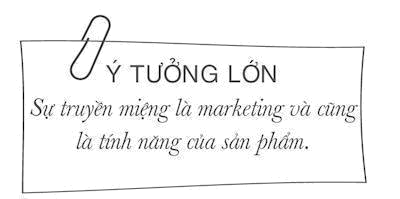 Ý TƯỞNG LỚN
Sự truyền miệng là marketing và cũng
là tính năng của sản phẩm.